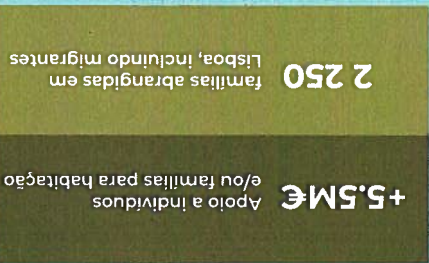 +5.5M€
Apoio a indivíduos
e/ou famílias para habitação
2 250
famílias abrangidas em
Lisboa, incluindo migrantes